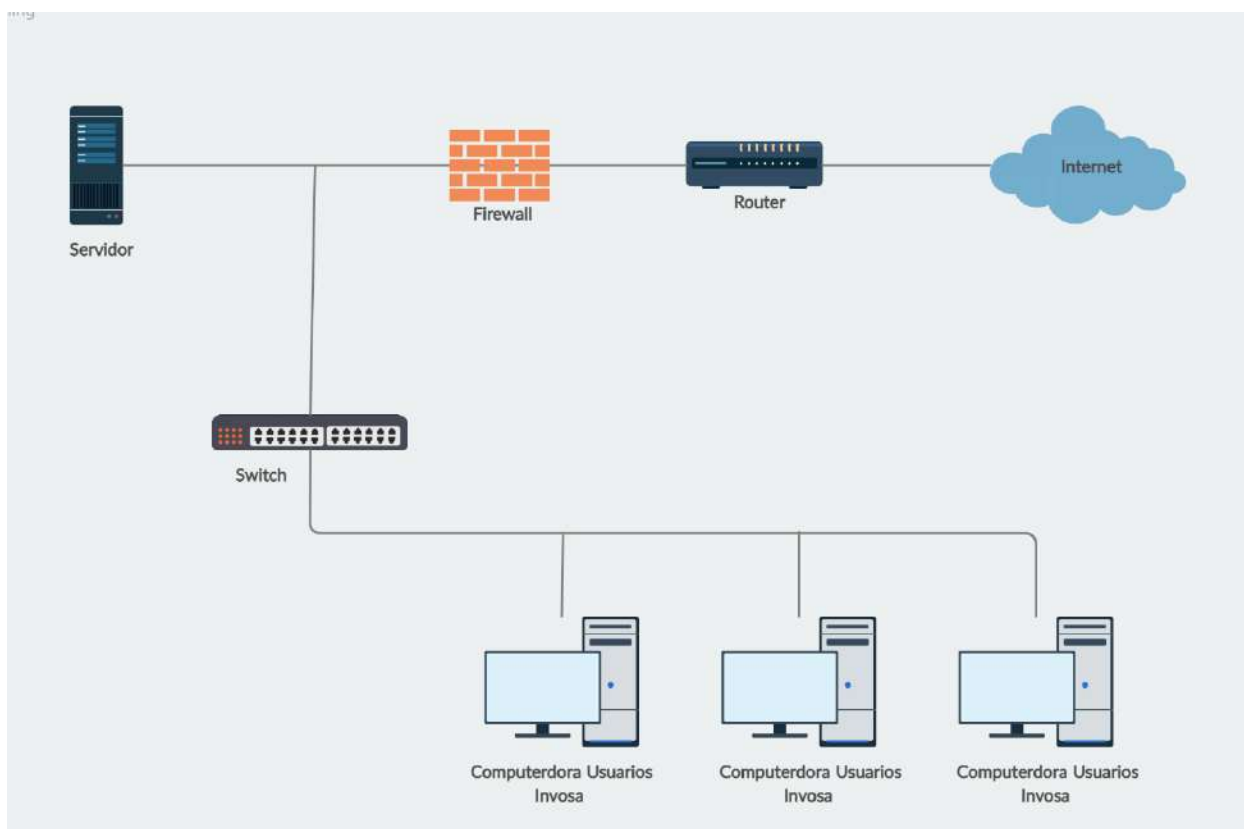 Internet
Router
Firewall
Servidor
Switch
Computerdora Usuarios
Invosa
Computerdora Usuarios
Invosa
Computerdora Usuarios
Invosa